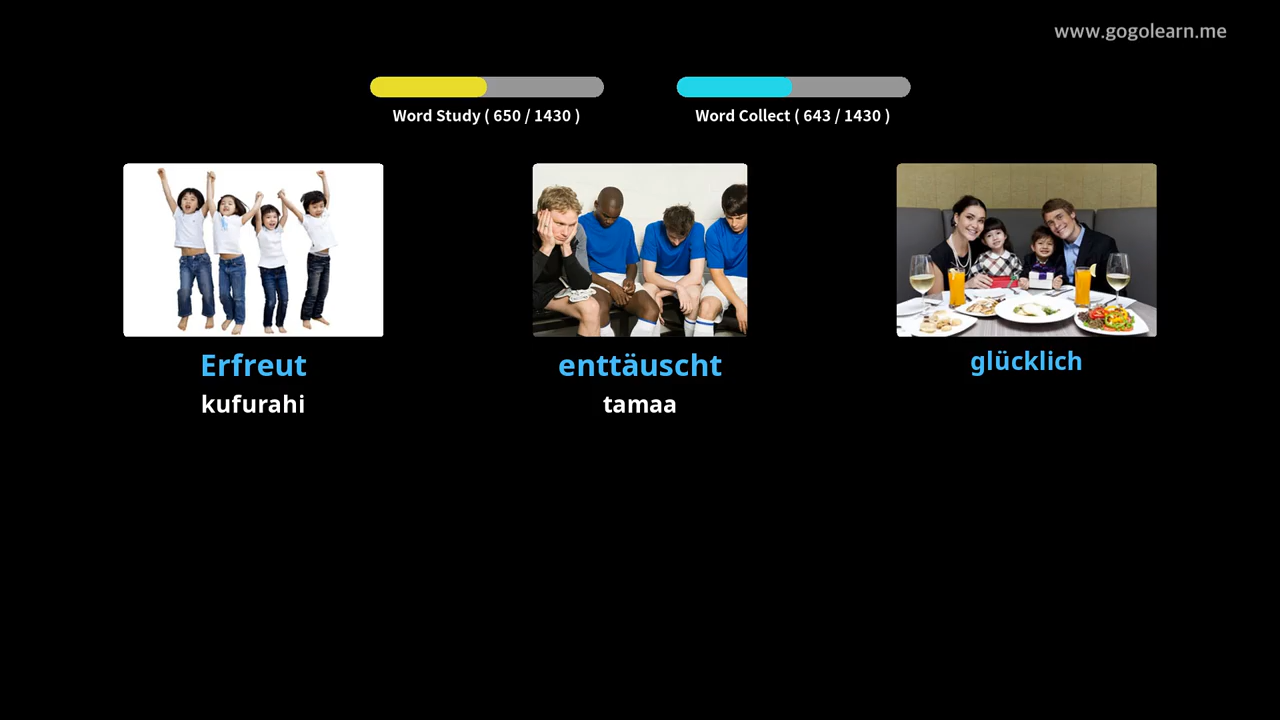 www.gogolearn.me
Word Study ( 650 / 1430 )
Word Collect ( 643 / 1430 )
Erfreut
enttäuscht
glücklich
kufurahi
tamaa